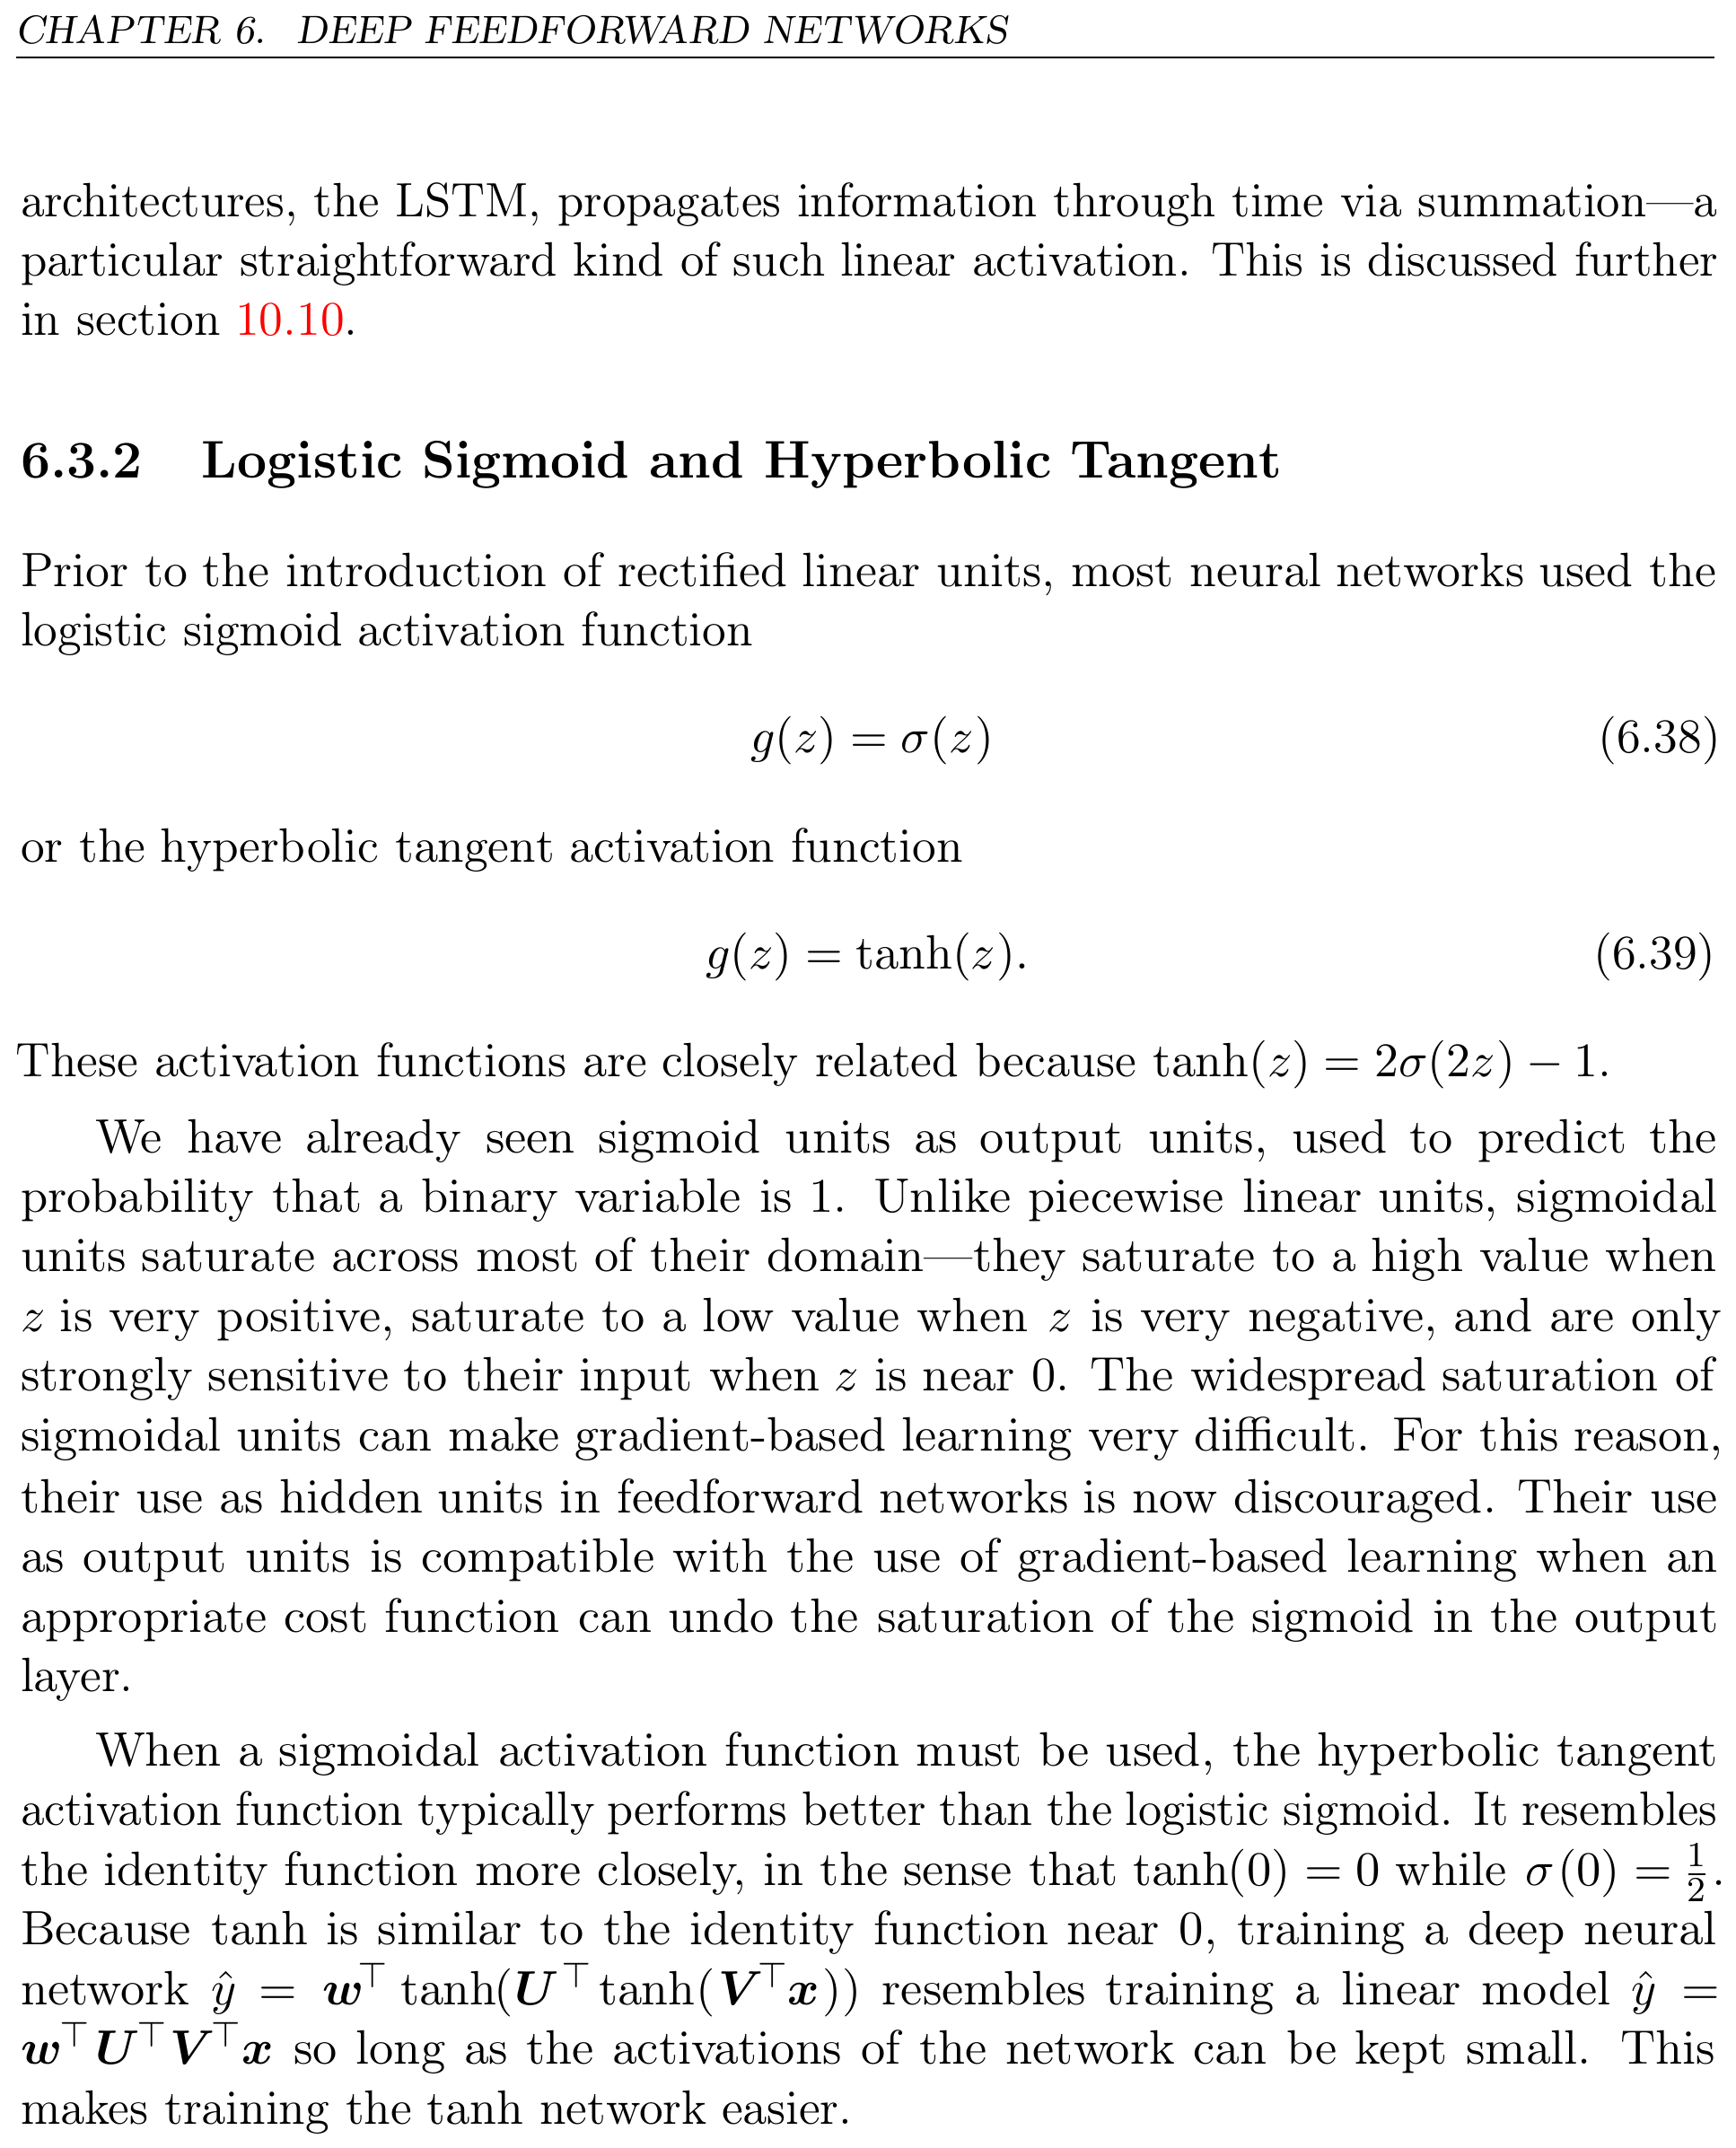 CHAPTER 6. DEEP FEEDFORWARD NETWORKS
architectures, the LSTM, propagates information through time via summation—a
particular straightforward kind of such linear activation. This is discussed further
in section 10.10.
6.3.2 Logistic Sigmoid and Hyperbolic Tangent
Prior to the introduction of rectified linear units, most neural networks used the
logistic sigmoid activation function
g(z) = σ(z) (6.38)
or the hyperbolic tangent activation function
g(z) = tanh(z). (6.39)
These activation functions are closely related because tanh(z) = 2σ(2z) − 1.
We have already seen sigmoid units as output units, used to predict the
probability that a binary variable is 1. Unlike piecewise linear units, sigmoidal
units saturate across most of their domain—they saturate to a high value when
z is very positive, saturate to a low value when z is very negative, and are only
strongly sensitive to their input when z is near 0. The widespread saturation of
sigmoidal units can make gradient-based learning very difficult. For this reason,
their use as hidden units in feedforward networks is now discouraged. Their use
as output units is compatible with the use of gradient-based learning when an
appropriate cost function can undo the saturation of the sigmoid in the output
layer.
When a sigmoidal activation function must be used, the hyperbolic tangent
activation function typically performs better than the logistic sigmoid. It resembles
the identity function more closely, in the sense that tanh(0) = 0 while σ(0) = 1/2.
Because tanh is similar to the identity function near 0, training a deep neural
network ŷ = w⊤ tanh(U⊤ tanh(V⊤x)) resembles training a linear model ŷ =
w⊤U⊤V⊤x so long as the activations of the network can be kept small. This
makes training the tanh network easier.